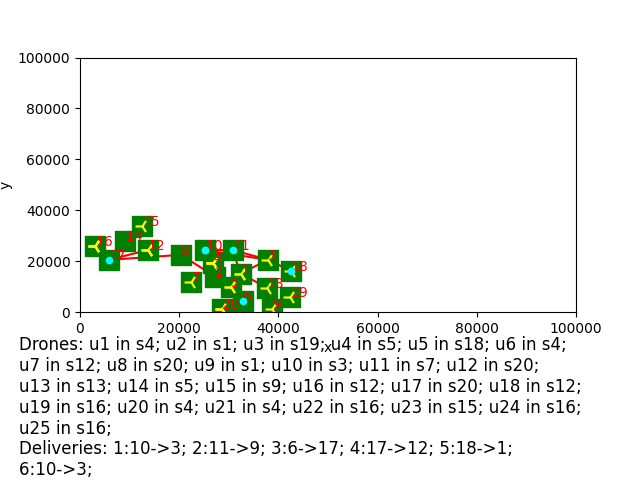 100000
80000
60000
40000
20000
0
y
0 20000 40000 60000 80000 100000
x
Drones: u1 in s4; u2 in s1; u3 in s19; u4 in s5; u5 in s18; u6 in s4;
u7 in s12; u8 in s20; u9 in s1; u10 in s3; u11 in s7; u12 in s20;
u13 in s13; u14 in s5; u15 in s9; u16 in s12; u17 in s20; u18 in s12;
u19 in s16; u20 in s4; u21 in s4; u22 in s16; u23 in s15; u24 in s16;
u25 in s16;
Deliveries: 1:10->3; 2:11->9; 3:6->17; 4:17->12; 5:18->1;
6:10->3;